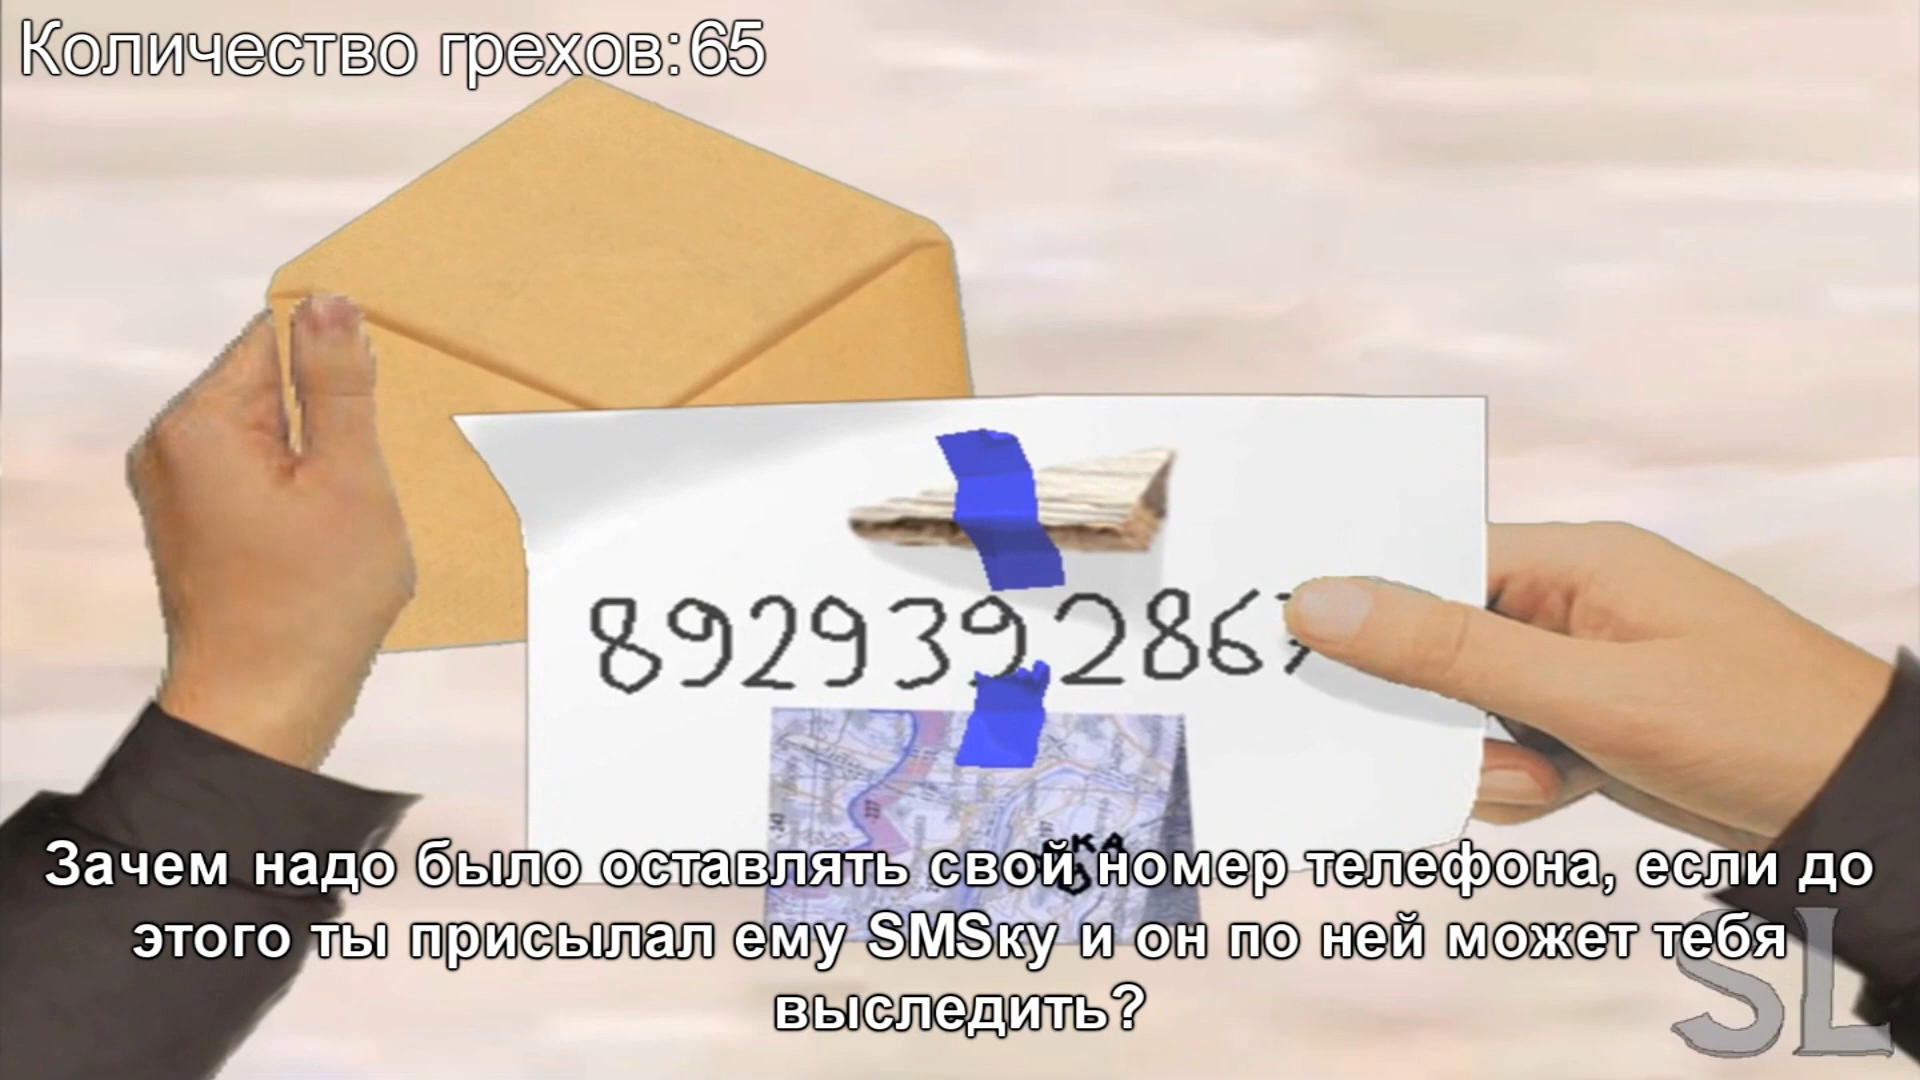 Количество грехов:65
8929392867
Зачем надо было оставлять свой номер телефона, если до
этого ты присылал ему SMSку и он по ней может тебя
выследить?
SL